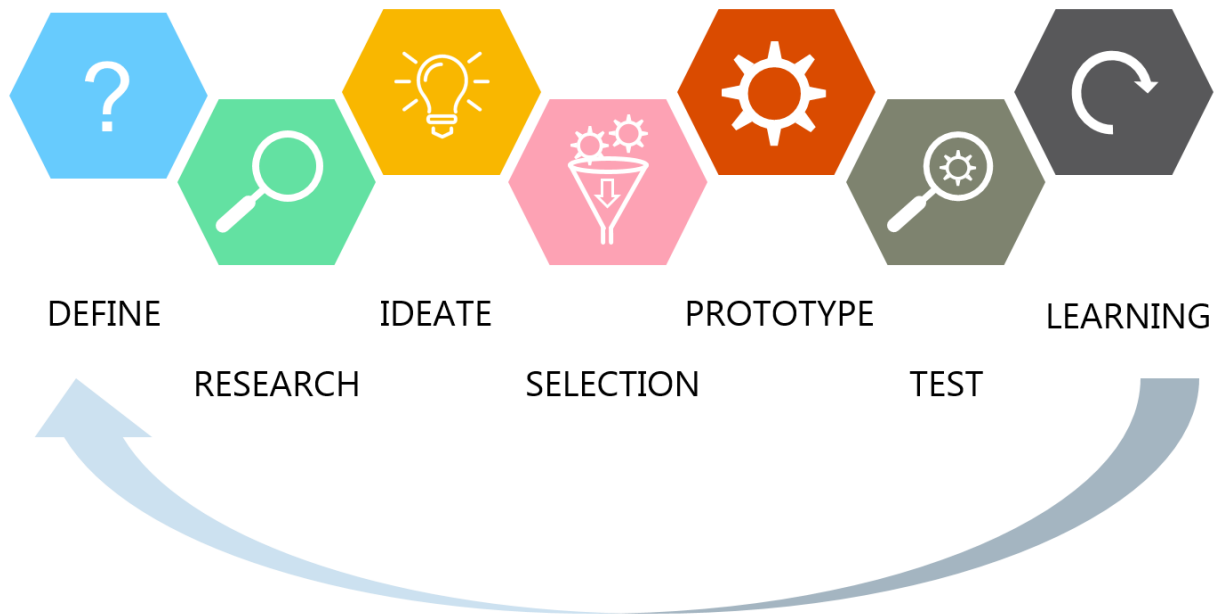 ?
DEFINE
RESEARCH
IDEATE
SELECTION
PROTOTYPE
TEST
LEARNING